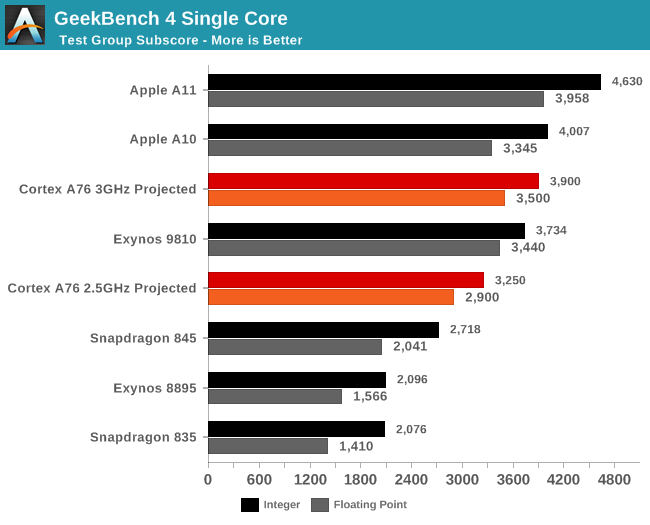 GeekBench 4 Single Core
Test Group Subscore - More is Better
Apple A11
4,630
3,958
Apple A10
4,007
3,345
Cortex A76 3GHz Projected
3,900
3,500
Exynos 9810
3,734
3,440
Cortex A76 2.5GHz Projected
3,250
2,900
Snapdragon 845
2,718
2,041
Exynos 8895
2,096
1,566
Snapdragon 835
2,076
1,410
0 600 1200 1800 2400 3000 3600 4200 4800
Integer Floating Point